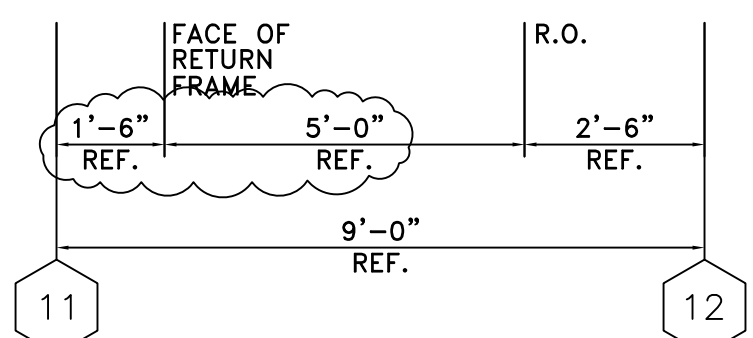 FACE OF
RETURN
FRAME
R.O.
1'-6" 5'-0" 2'-6"
REF. REF. REF.
9'-0"
REF.
11 12